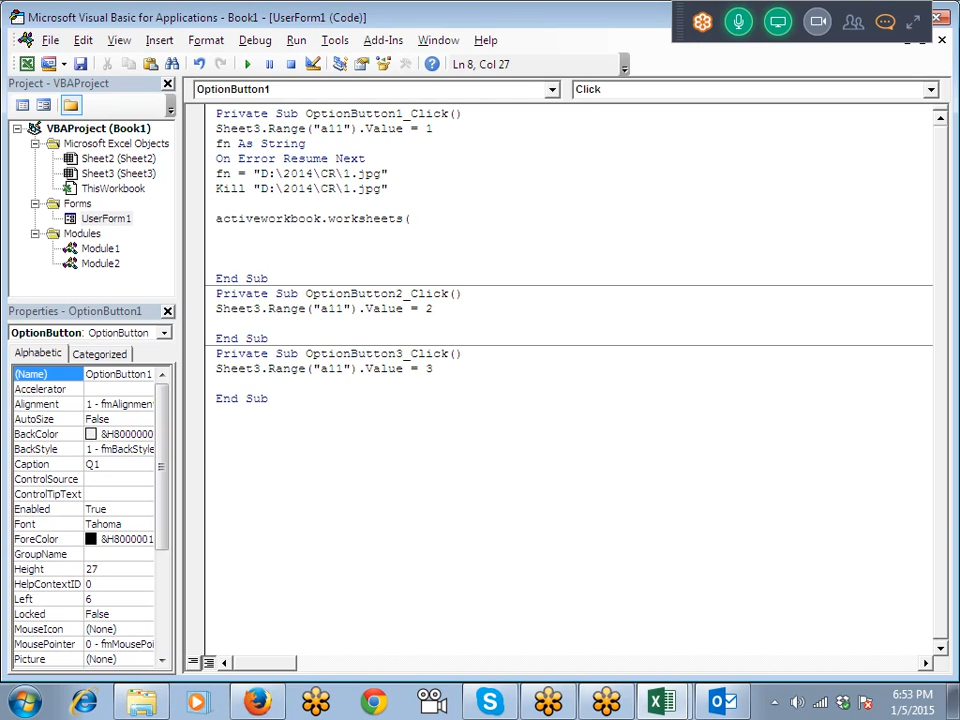 Microsoft Visual Basic for Applications - Book1 - [UserForm1 (Code)]
File Edit View Insert Format Debug Run Tools Add-Ins Window Help
Ln 8, Col 27
Project - VBAProject
OptionButton1
Click
VBAProject (Book1)
Microsoft Excel Objects
Sheet2 (Sheet2)
Sheet3 (Sheet3)
ThisWorkbook
Forms
UserForm1
Modules
Module1
Module2
Properties - OptionButton1
OptionButton: OptionButton
Alphabetic Categorized
(Name) OptionButton1
Accelerator
Alignment 1 - fmAlignment
AutoSize False
BackColor &H8000000
BackStyle 1 - fmBackStyle
Caption Q1
ControlSource
ControlTipText
Enabled True
Font Tahoma
ForeColor &H8000001
GroupName
Height 27
HelpContextID 0
Left 6
Locked False
MouseIcon (None)
MousePointer 0 - fmMousePoi
Picture (None)
Private Sub OptionButton1_Click()
Sheet3.Range("a11").Value = 1
fn As String
On Error Resume Next
fn = "D:\2014\CR\1.jpg"
Kill "D:\2014\CR\1.jpg"
activeworkbook.worksheets(
End Sub
Private Sub OptionButton2_Click()
Sheet3.Range("a11").Value = 2
End Sub
Private Sub OptionButton3_Click()
Sheet3.Range("a11").Value = 3
End Sub
6:53 PM
1/5/2015